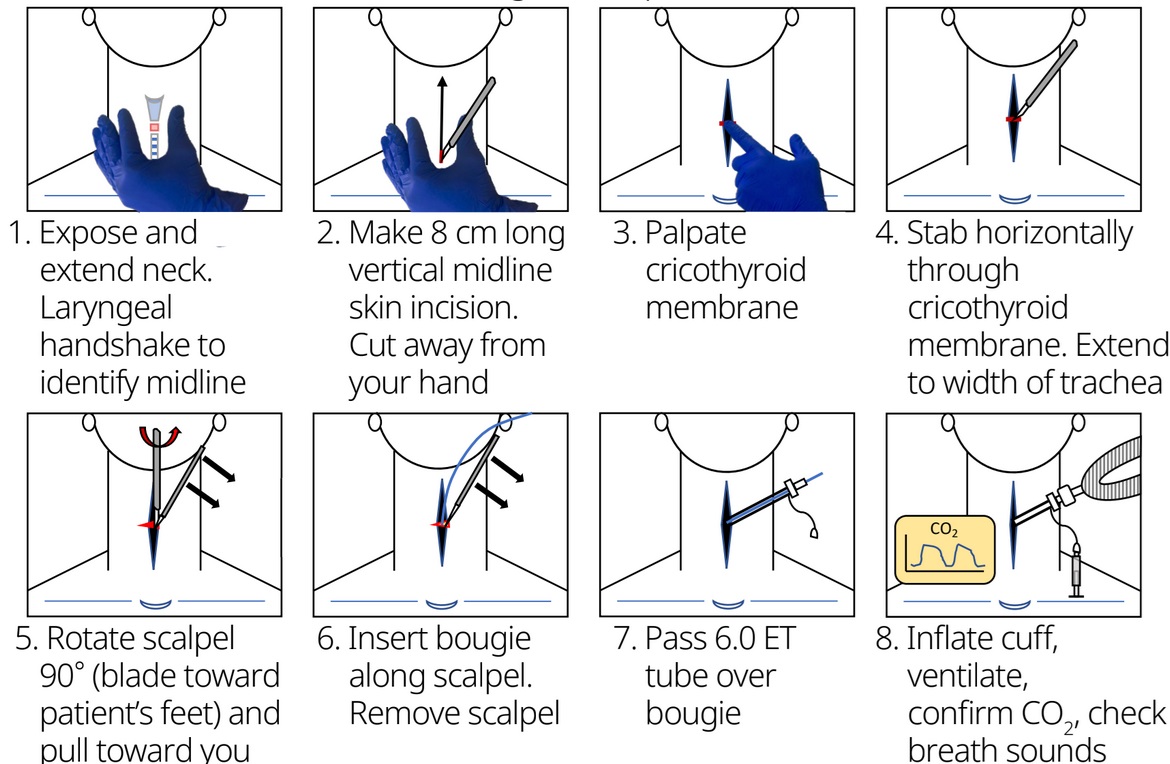 1. Expose and
extend neck.
Laryngeal
handshake to
identify midline
2. Make 8 cm long
vertical midline
skin incision.
Cut away from
your hand
3. Palpate
cricothyroid
membrane
4. Stab horizontally
through
cricothyroid
membrane. Extend
to width of trachea
5. Rotate scalpel
90° (blade toward
patient's feet) and
pull toward you
6. Insert bougie
along scalpel.
Remove scalpel
7. Pass 6.0 ET
tube over
bougie
CO₂
8. Inflate cuff,
ventilate,
confirm CO₂, check
breath sounds